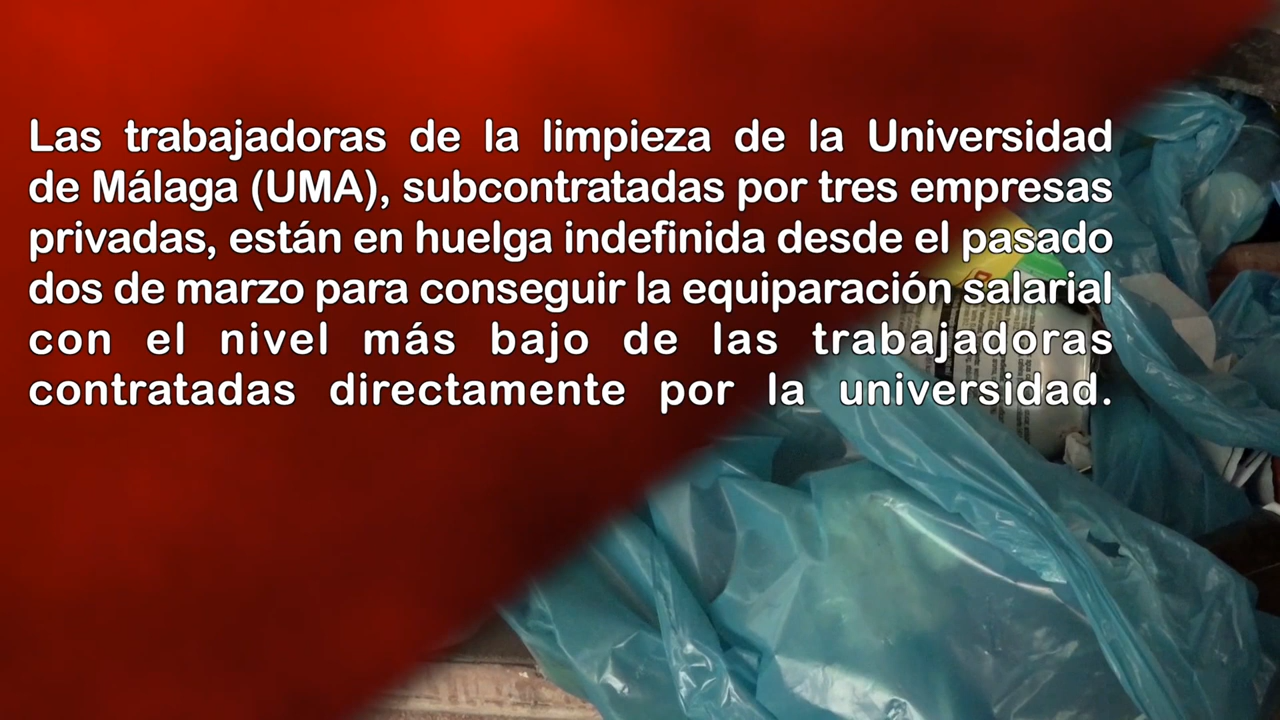 Las trabajadoras de la limpieza de la Universidad
de Málaga (UMA), subcontratadas por tres empresas
privadas, están en huelga indefinida desde el pasado
dos de marzo para conseguir la equiparación salarial
con el nivel más bajo de las trabajadoras
contratadas directamente por la universidad.